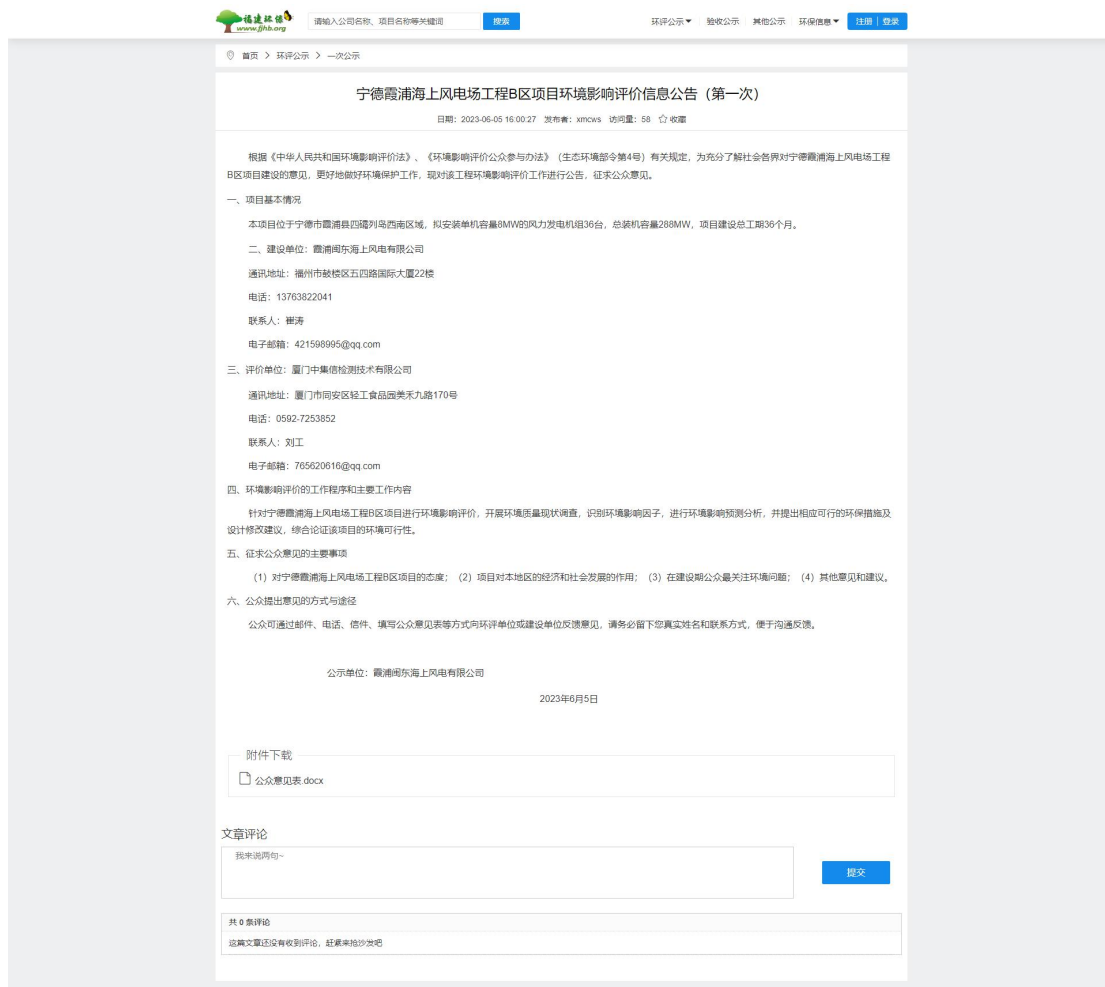 福建环保
www.fjhb.org
请输入公司名称、项目名称等关键词
搜索
环评公示
验收公示
其他公示
环保信息
注册 | 登录
首页 > 环评公示 > 一次公示
宁德霞浦海上风电场工程B区项目环境影响评价信息公告（第一次）
日期：2023-06-05 16:00:27 发布者：xmcws 访问量：58 收藏
根据《中华人民共和国环境影响评价法》、《环境影响评价公众参与办法》（生态环境部令第4号）有关规定，为充分了解社会各界对宁德霞浦海上风电场工程
B区项目建设的意见，更好地做好环境保护工作，现对该工程环境影响评价工作进行公告，征求公众意见。
一、项目基本情况
本项目位于宁德市霞浦县四礵列岛西南区域，拟安装单机容量8MW的风力发电机组36台，总装机容量288MW，项目建设总工期36个月。
二、建设单位：霞浦闽东海上风电有限公司
通讯地址：福州市鼓楼区五四路国际大厦22楼
电话：13763822041
联系人：崔涛
电子邮箱：421598995@qq.com
三、评价单位：厦门中集信检测技术有限公司
通讯地址：厦门市同安区轻工食品园美禾九路170号
电话：0592-7253852
联系人：刘工
电子邮箱：765620616@qq.com
四、环境影响评价的工作程序和主要工作内容
针对宁德霞浦海上风电场工程B区项目进行环境影响评价，开展环境质量现状调查，识别环境影响因子，进行环境影响预测分析，并提出相应可行的环保措施及
设计修改建议，综合论证该项目的环境可行性。
五、征求公众意见的主要事项
（1）对宁德霞浦海上风电场工程B区项目的态度；（2）项目对本地区的经济和社会发展的作用；（3）在建设期公众最关注环境问题；（4）其他意见和建议。
六、公众提出意见的方式与途径
公众可通过邮件、电话、信件、填写公众意见表等方式向环评单位或建设单位反馈意见，请务必留下您真实姓名和联系方式，便于沟通反馈。
公示单位：霞浦闽东海上风电有限公司
2023年6月5日
附件下载
公众意见表.docx
文章评论
我来说两句~
提交
共 0 条评论
这篇文章还没有收到评论，赶紧来抢沙发吧